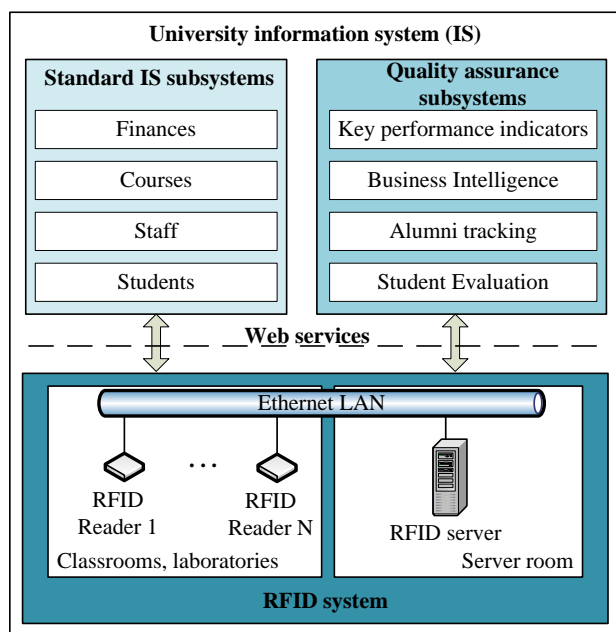 University information system (IS)
Standard IS subsystems
Finances
Courses
Staff
Students
Quality assurance
subsystems
Key performance indicators
Business Intelligence
Alumni tracking
Student Evaluation
Web services
Ethernet LAN
RFID
Reader 1
...
RFID
Reader N
Classrooms, laboratories
RFID server
Server room
RFID system